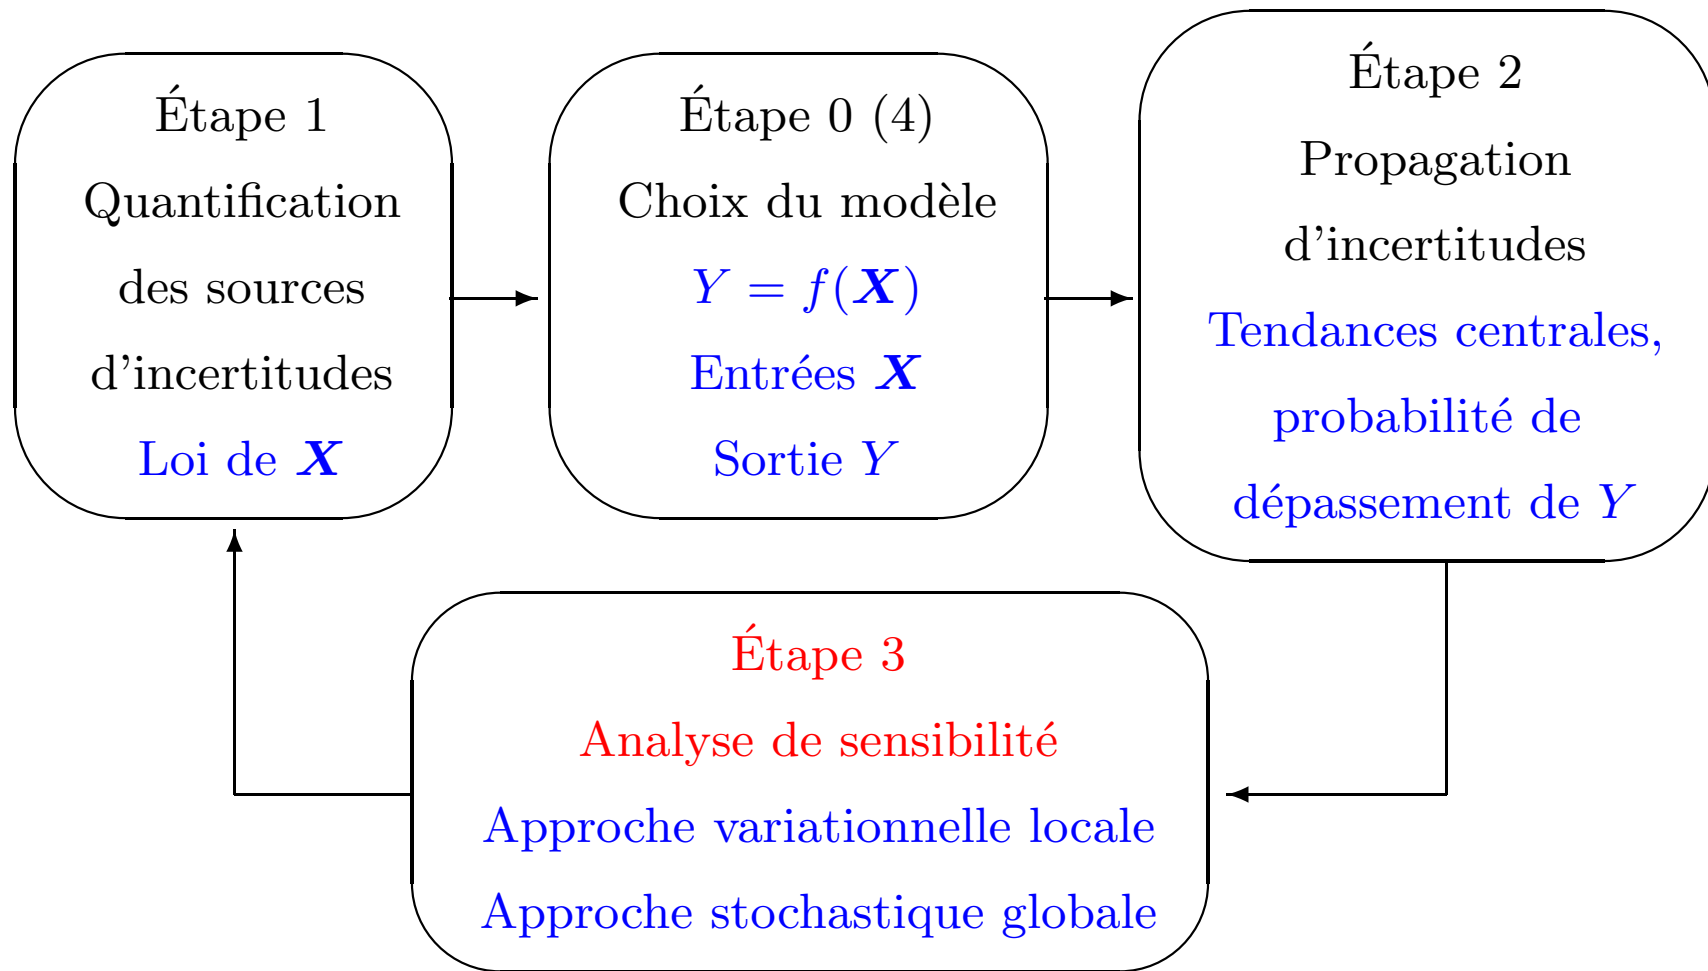 Étape 1
Quantification
des sources
d'incertitudes
Loi de X
Étape 0 (4)
Choix du modèle
Y = f(X)
Entrées X
Sortie Y
Étape 2
Propagation
d'incertitudes
Tendances centrales,
probabilité de
dépassement de Y
Étape 3
Analyse de sensibilité
Approche variationnelle locale
Approche stochastique globale